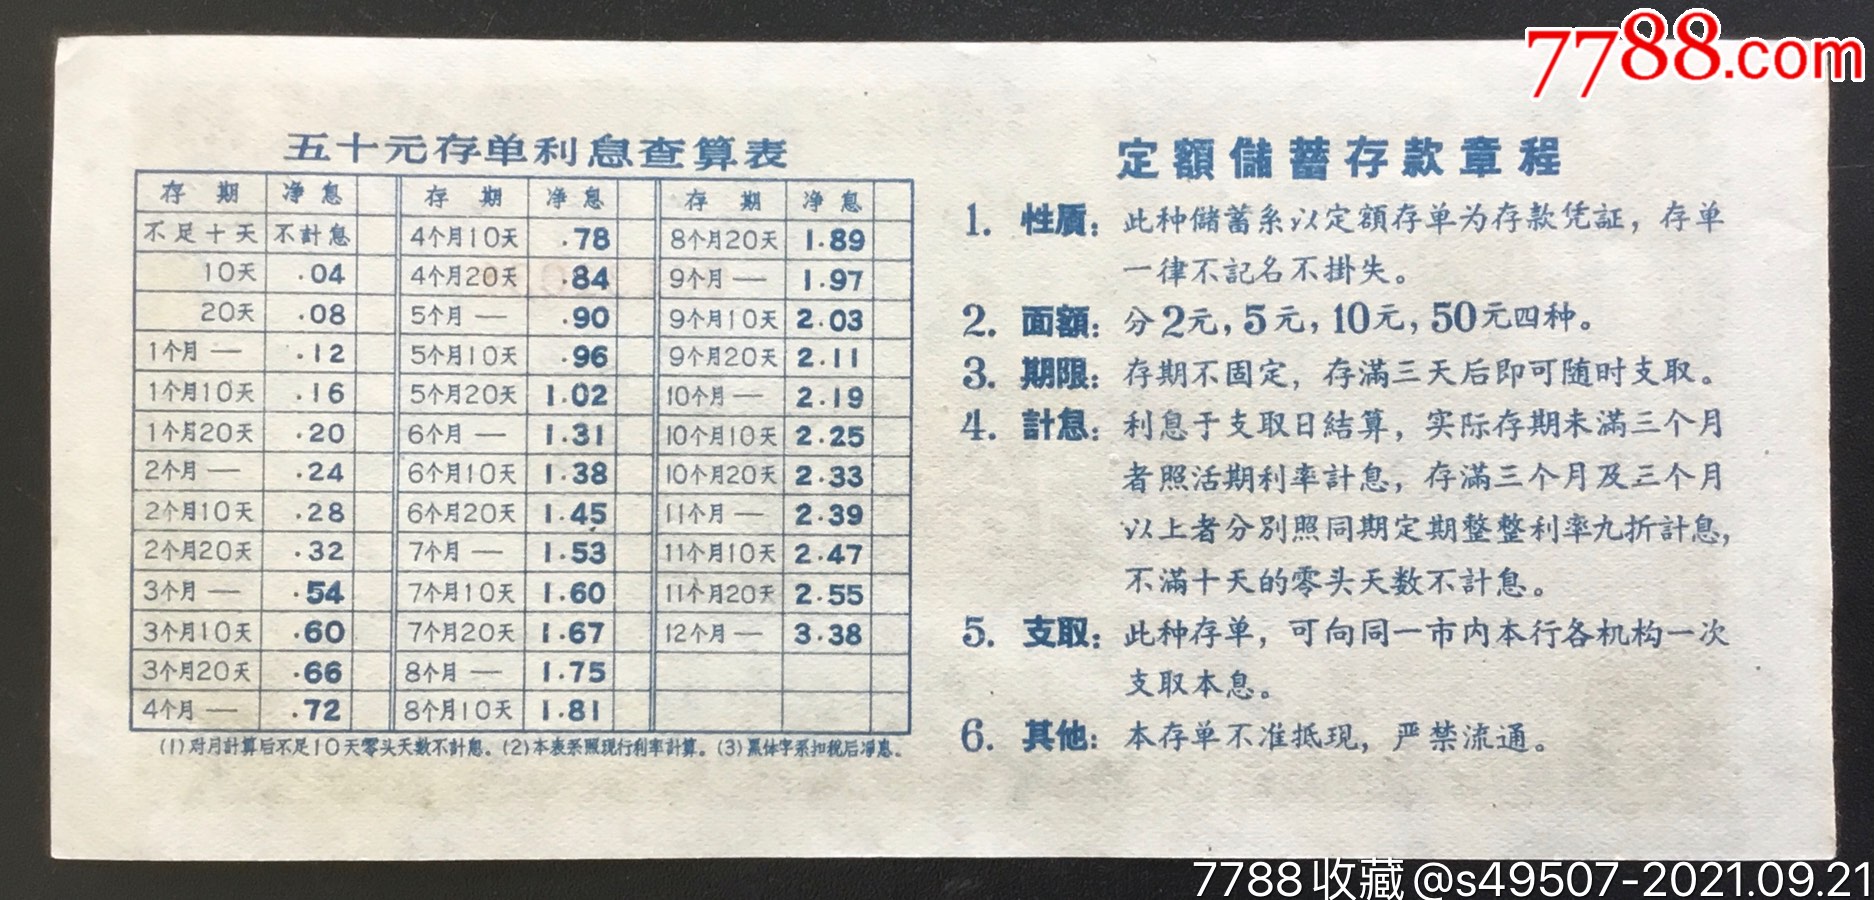 7788.com
五十元存单利息查算表
存期 净息 存期 净息 存期 净息
不足十天 不計息 4个月10天 .78 8个月20天 1.89
10天 .04 4个月20天 .84 9个月— 1.97
20天 .08 5个月— .90 9个月10天 2.03
1个月— .12 5个月10天 .96 9个月20天 2.11
1个月10天 .16 5个月20天 1.02 10个月— 2.19
1个月20天 .20 6个月— 1.31 10个月10天 2.25
2个月— .24 6个月10天 1.38 10个月20天 2.33
2个月10天 .28 6个月20天 1.45 11个月— 2.39
2个月20天 .32 7个月— 1.53 11个月10天 2.47
3个月— .54 7个月10天 1.60 11个月20天 2.55
3个月10天 .60 7个月20天 1.67 12个月— 3.38
3个月20天 .66 8个月— 1.75
4个月— .72 8个月10天 1.81
(1)对月計算后不足10天零头天数不計息。(2)本表系照现行利率計算。(3)黑体字系扣税后净息。
定額儲蓄存款章程
1. 性质：此种儲蓄系以定額存单为存款凭証，存单
一律不記名不掛失。
2. 面額：分2元，5元，10元，50元四种。
3. 期限：存期不固定，存滿三天后即可随时支取。
4. 計息：利息于支取日結算，实际存期未滿三个月
者照活期利率計息，存滿三个月及三个月
以上者分别照同期定期整整利率九折計息，
不滿十天的零头天数不計息。
5. 支取：此种存单，可向同一市内本行各机构一次
支取本息。
6. 其他：本存单不准抵现，严禁流通。
7788收藏@s49507-2021.09.21